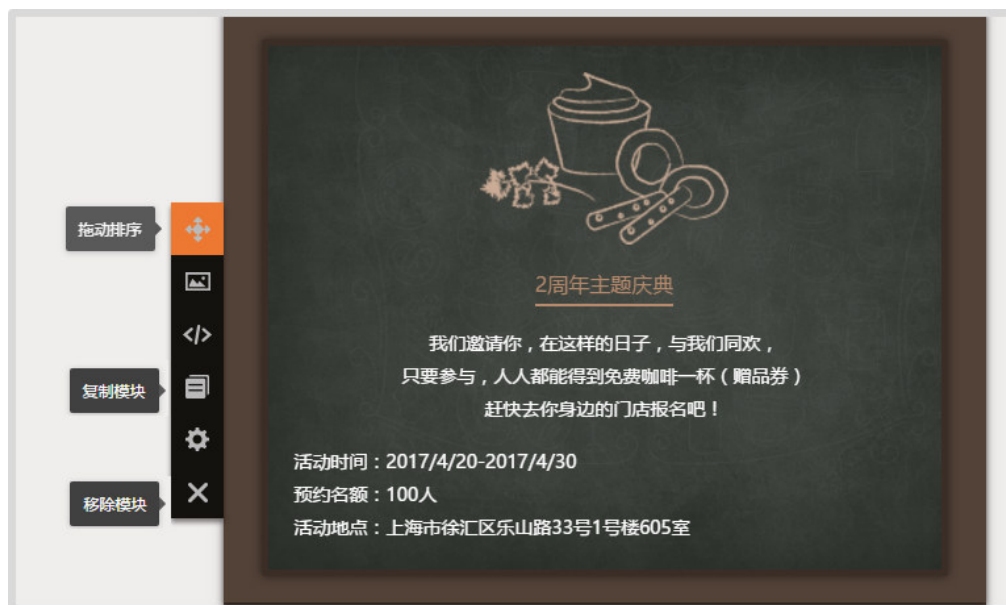 拖动排序
</>
复制模块
移除模块
2周年主题庆典
我们邀请你，在这样的日子，与我们同欢，
只要参与，人人都能得到免费咖啡一杯（赠品券）
赶快去你身边的门店报名吧！
活动时间：2017/4/20-2017/4/30
预约名额：100人
活动地点：上海市徐汇区乐山路33号1号楼605室